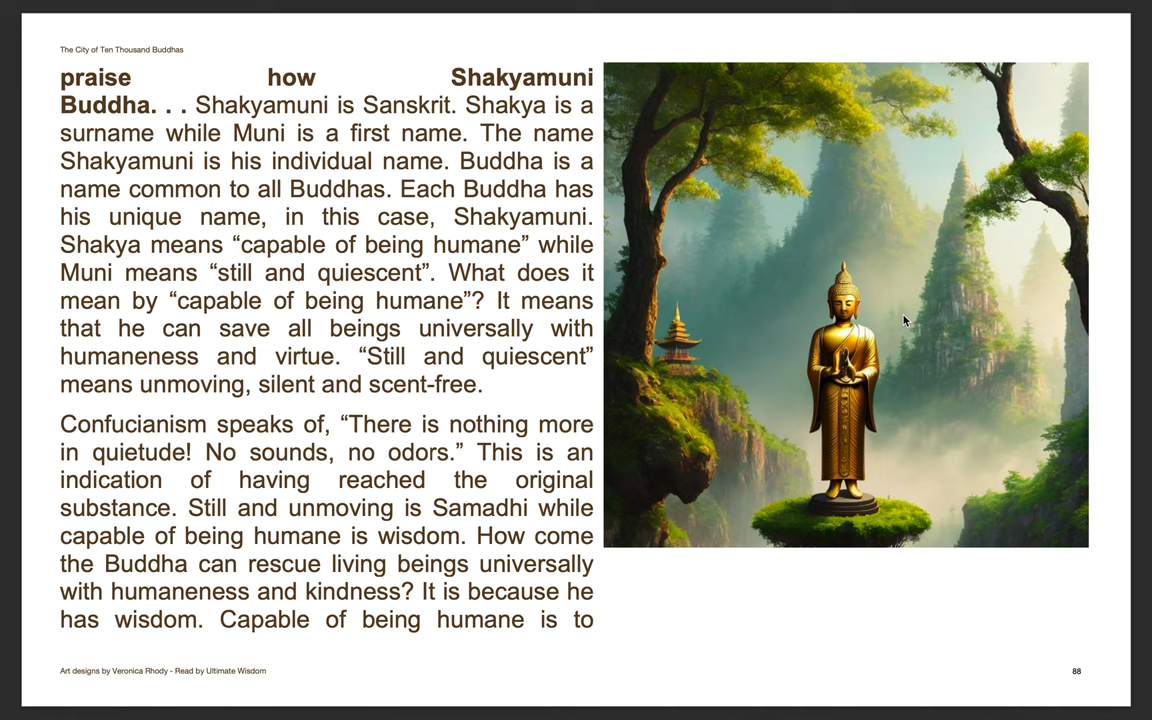 The City of Ten Thousand Buddhas
praise how Shakyamuni
Buddha. . . Shakyamuni is Sanskrit. Shakya is a
surname while Muni is a first name. The name
Shakyamuni is his individual name. Buddha is a
name common to all Buddhas. Each Buddha has
his unique name, in this case, Shakyamuni.
Shakya means “capable of being humane” while
Muni means “still and quiescent”. What does it
mean by “capable of being humane”? It means
that he can save all beings universally with
humaneness and virtue. “Still and quiescent”
means unmoving, silent and scent-free.
Confucianism speaks of, “There is nothing more
in quietude! No sounds, no odors.” This is an
indication of having reached the original
substance. Still and unmoving is Samadhi while
capable of being humane is wisdom. How come
the Buddha can rescue living beings universally
with humaneness and kindness? It is because he
has wisdom. Capable of being humane is to
Art designs by Veronica Rhody - Read by Ultimate Wisdom
88